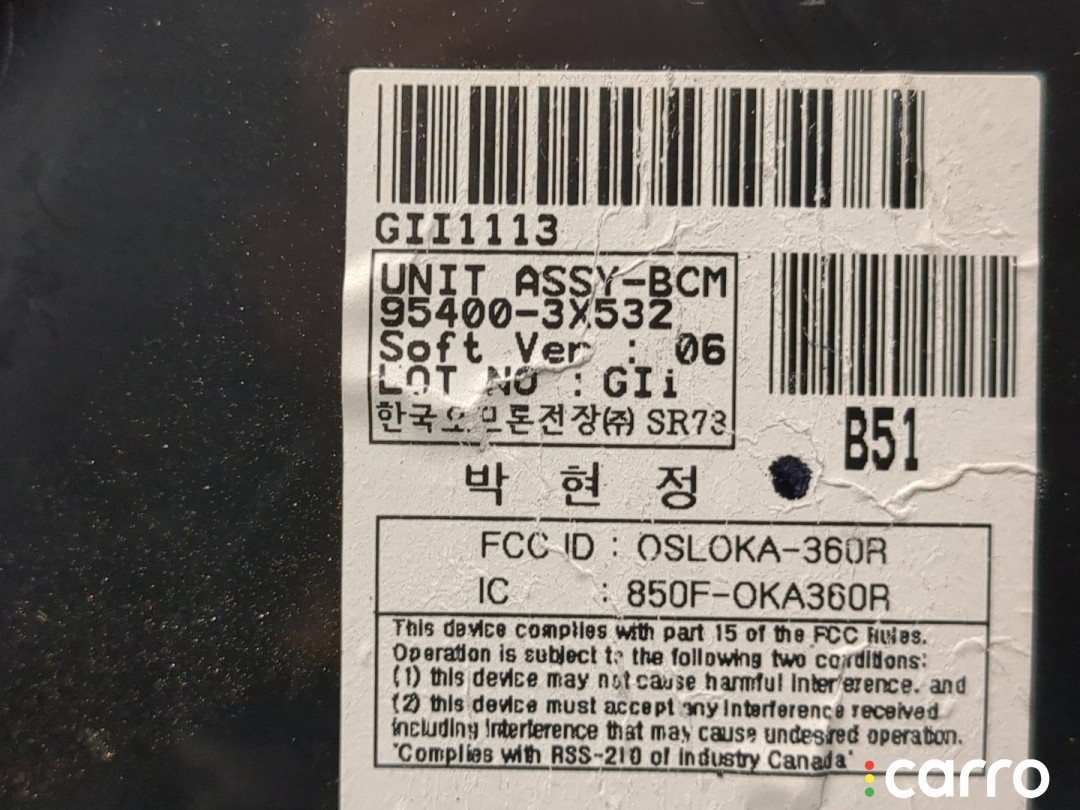 GII1113
UNIT ASSY-BCM
95400-3X532
Soft Ver : 06
LOT NO : GIi
한국오므론전장㈜ SR73
B51
박 현 정
FCC ID : OSLOKA-360R
IC : 850F-OKA360R
This device complies with part 15 of the FCC Rules.
Operation is subject to the following two conditions:
(1) this device may not cause harmful interference. and
(2) this device must accept any interference received
including interference that may cause undesired operation.
'Complies with RSS-210 of Industry Canada'
carro